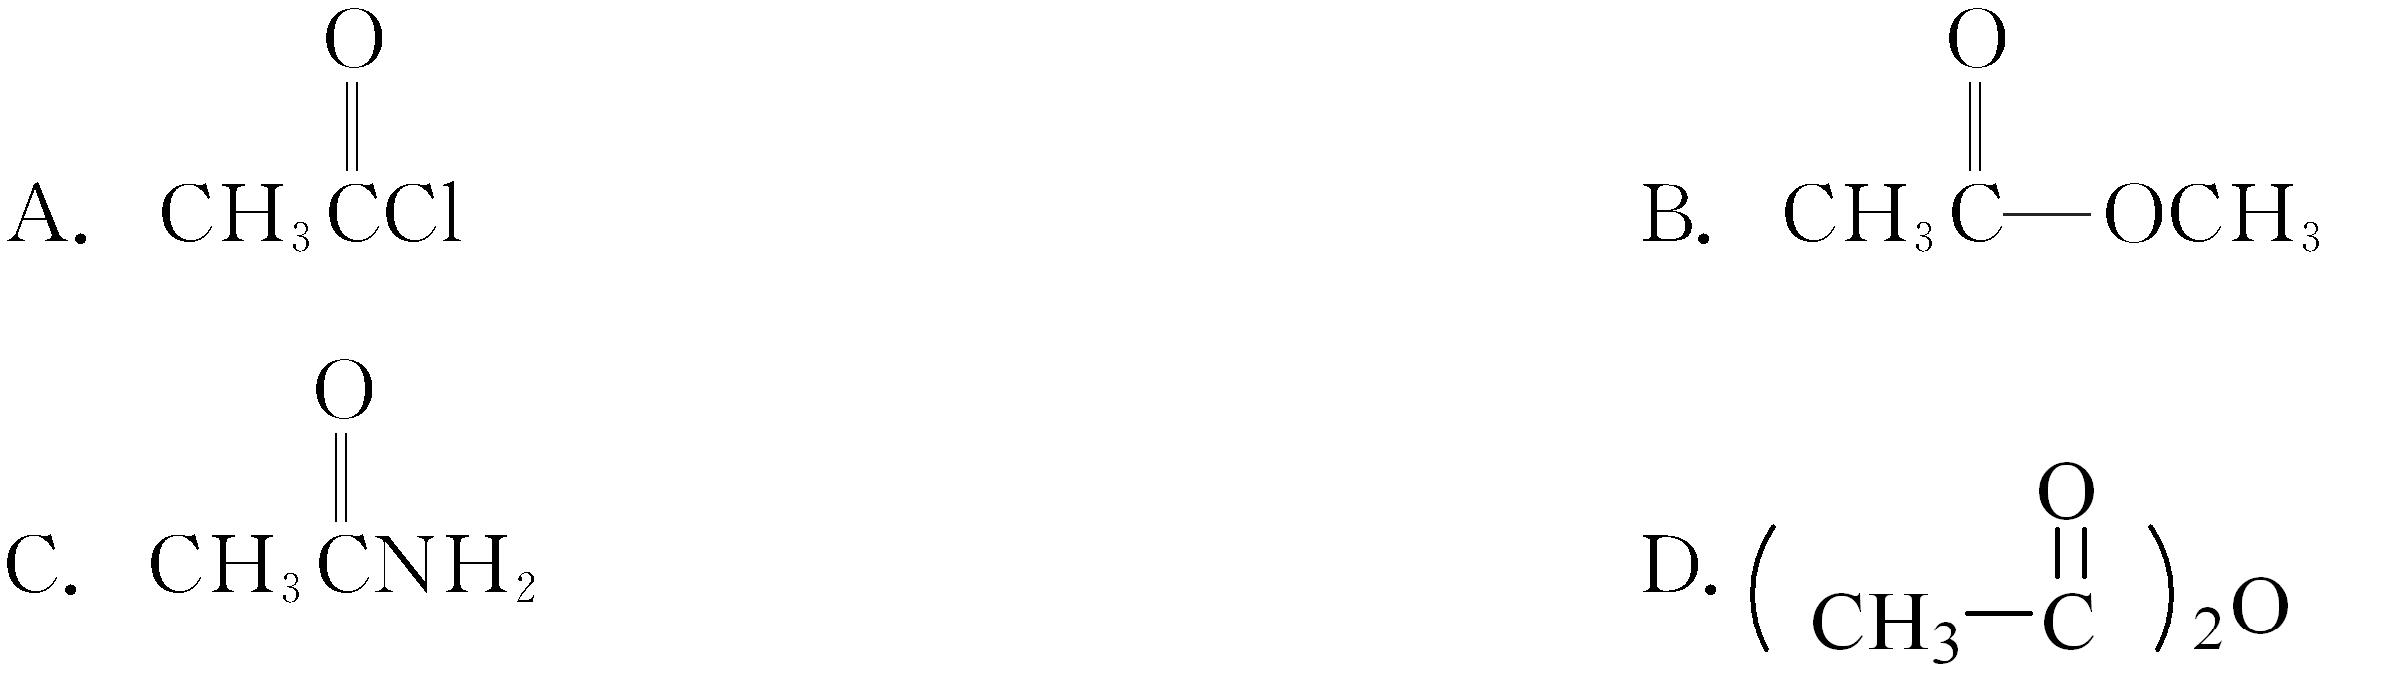 O O
A. CH₃CCl B. CH₃C—OCH₃
O
C. CH₃CNH₂
O
D. (CH₃—C)₂O